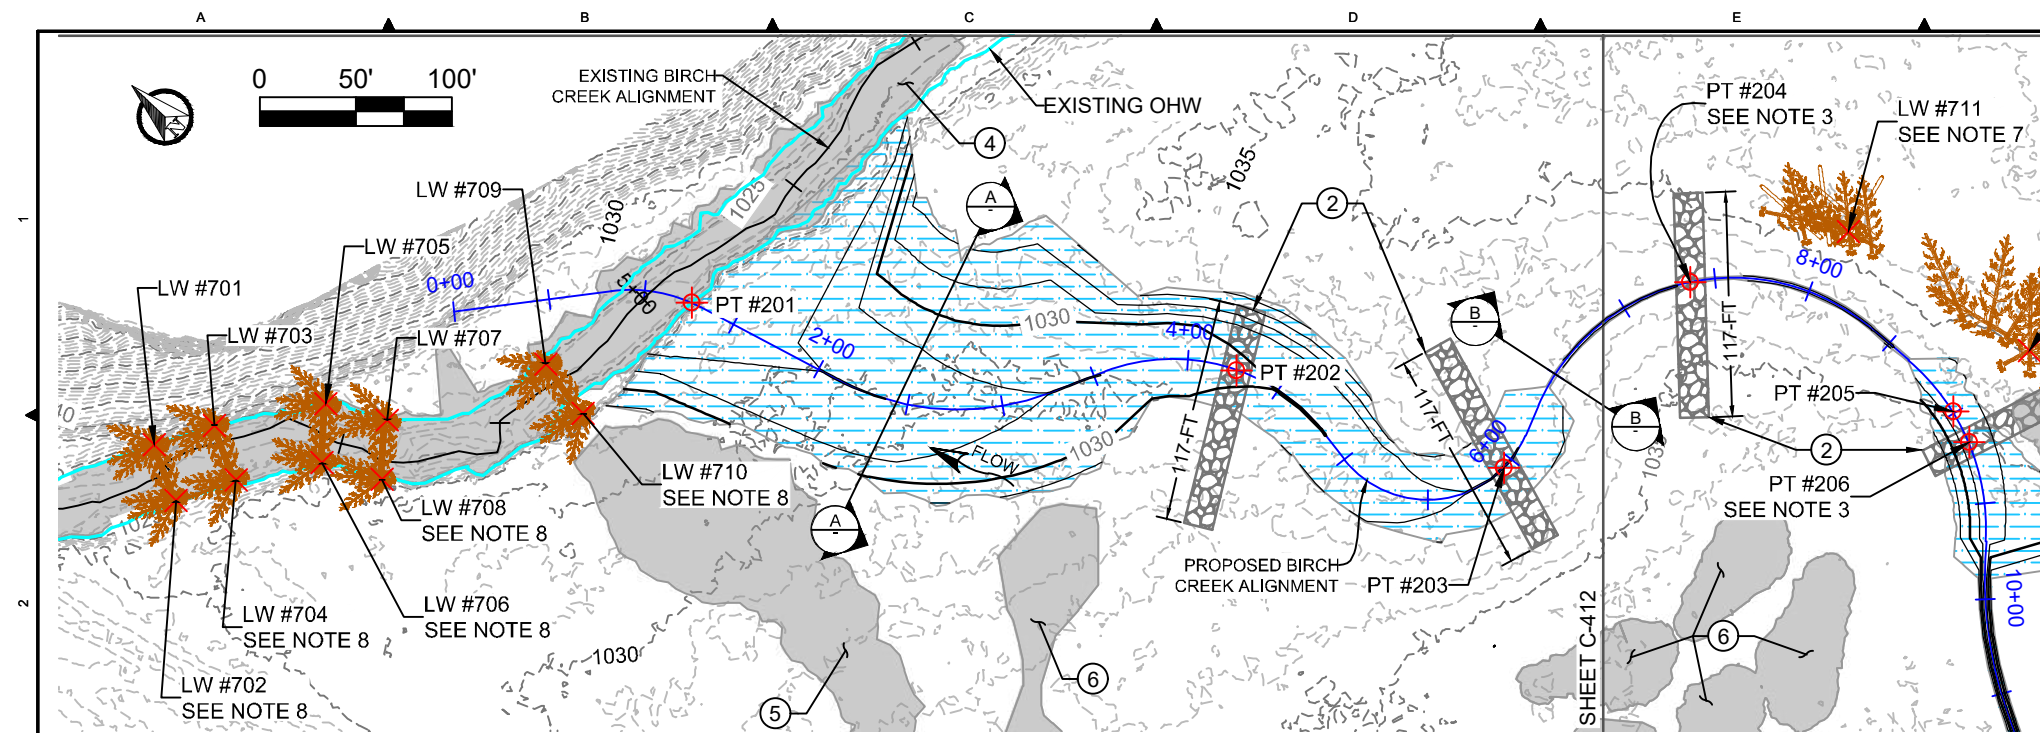 A B C D E
0 50' 100'
EXISTING BIRCH
CREEK ALIGNMENT
EXISTING OHW
4
PT #204
SEE NOTE 3
LW #711
SEE NOTE 7
1035
1025
LW #709
1030
A
-
2
1
LW #705
0+00
LW #701
5+00
PT #201
8+00
B
-
LW #703
LW #707
2+00
1030
4+00
117-FT
PT #202
PT #205
117-FT
117-FT
6+00
B
-
1030
2
FLOW
LW #710
SEE NOTE 8
PT #206
SEE NOTE 3
LW #708
SEE NOTE 8
A
-
PROPOSED BIRCH
CREEK ALIGNMENT
PT #203
10+00
2
LW #706
SEE NOTE 8
LW #704
SEE NOTE 8
SHEET C-412
6
1030
6
LW #702
SEE NOTE 8
5